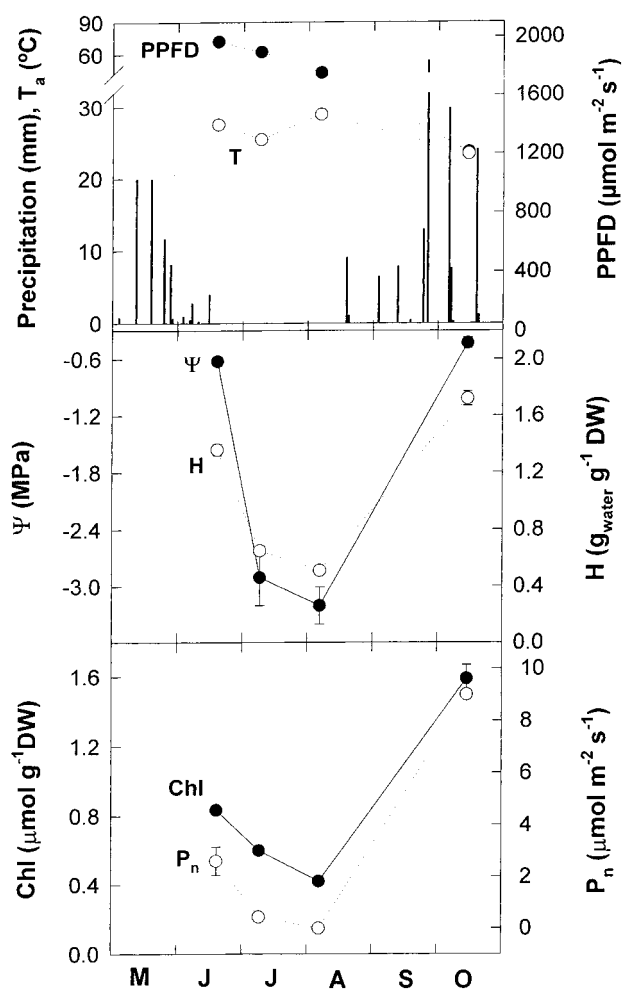 Precipitation (mm), Tₐ (ºC)
90
60
30
20
10
0
PPFD
T
2000
1600
1200
400
0
PPFD (μmol m⁻² s⁻¹)
Ψ (MPa)
-0.6
-1.2
-1.8
-2.4
-3.0
Ψ
H
2.0
1.6
1.2
0.8
0.4
0.0
H (g_water g⁻¹ DW)
Chl (μmol g⁻¹DW)
1.6
1.2
0.8
0.4
0.0
Chl
Pₙ
10
8
6
4
2
0
Pₙ (μmol m⁻² s⁻¹)
M J J A S O